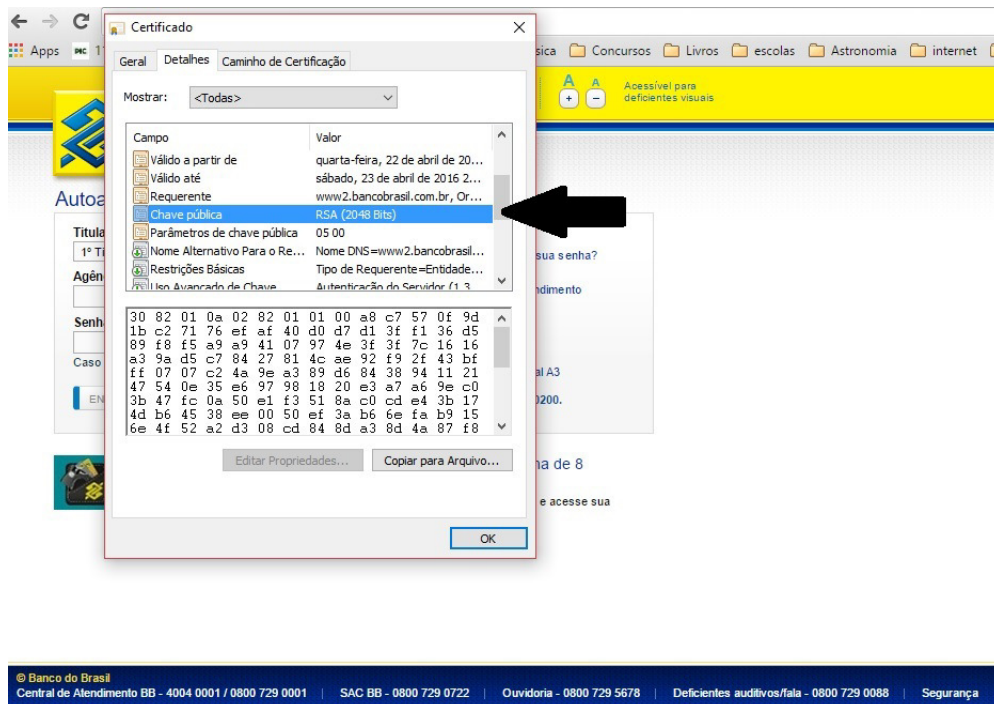 Certificado
Apps
sica Concursos Livros escolas Astronomia internet
Geral Detalhes Caminho de Certificação
A A Acessível para
+ - deficientes visuais
Mostrar: <Todas>
Campo Valor
Válido a partir de quarta-feira, 22 de abril de 20...
Válido até sábado, 23 de abril de 2016 2...
Requerente www2.bancobrasil.com.br, Or...
Chave pública RSA (2048 Bits)
Parâmetros de chave pública 05 00
Nome Alternativo Para o Re... Nome DNS=www2.bancobrasil...
Restrições Básicas Tipo de Requerente=Entidade...
Uso Avançado de Chave Autenticação do Servidor (1.3
Autoa
Titula
1º Ti
Agên
Senh
Caso
EN
sua senha?
ndimento
al A3
0200.
30 82 01 0a 02 82 01 01 00 a8 c7 57 0f 9d
1b c2 71 76 ef af 40 d0 d7 d1 3f f1 36 d5
89 f8 f5 a9 a9 41 07 97 4e 3f 3f 7c 16 16
a3 9a d5 c7 84 27 81 4c ae 92 f9 2f 43 bf
ff 07 07 c2 4a 9e a3 89 d6 84 38 94 11 21
47 54 0e 35 e6 97 98 18 20 e3 a7 a6 9e c0
3b 47 fc 0a 50 e1 f3 51 8a c0 cd e4 3b 17
4d b6 45 38 ee 00 50 ef 3a b6 6e fa b9 15
6e 4f 52 a2 d3 08 cd 84 8d a3 8d 4a 87 f8
Editar Propriedades... Copiar para Arquivo...
na de 8
e acesse sua
OK
© Banco do Brasil
Central de Atendimento BB - 4004 0001 / 0800 729 0001 | SAC BB - 0800 729 0722 | Ouvidoria - 0800 729 5678 | Deficientes auditivos/fala - 0800 729 0088 | Segurança